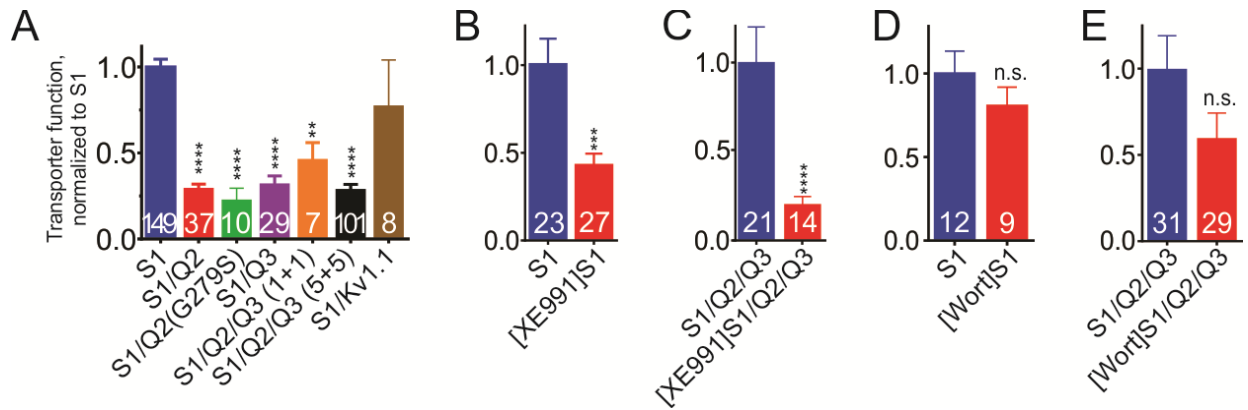 A
Transporter function,
normalized to S1
1.0
0.5
0.0
****
****
****
**
****
149
37
10
29
7
101
8
S1
S1/Q2
S1/Q2(G279S)
S1/Q3
S1/Q2/Q3 (1+1)
S1/Q2/Q3 (5+5)
S1/Kv1.1
B
1.0
0.5
0.0
***
23
27
S1
[XE991]S1
C
1.0
0.5
0.0
****
21
14
S1/Q2/Q3
[XE991]S1/Q2/Q3
D
1.0
0.5
0.0
n.s.
12
9
S1
[Wort]S1
E
1.0
0.5
0.0
n.s.
31
29
S1/Q2/Q3
[Wort]S1/Q2/Q3